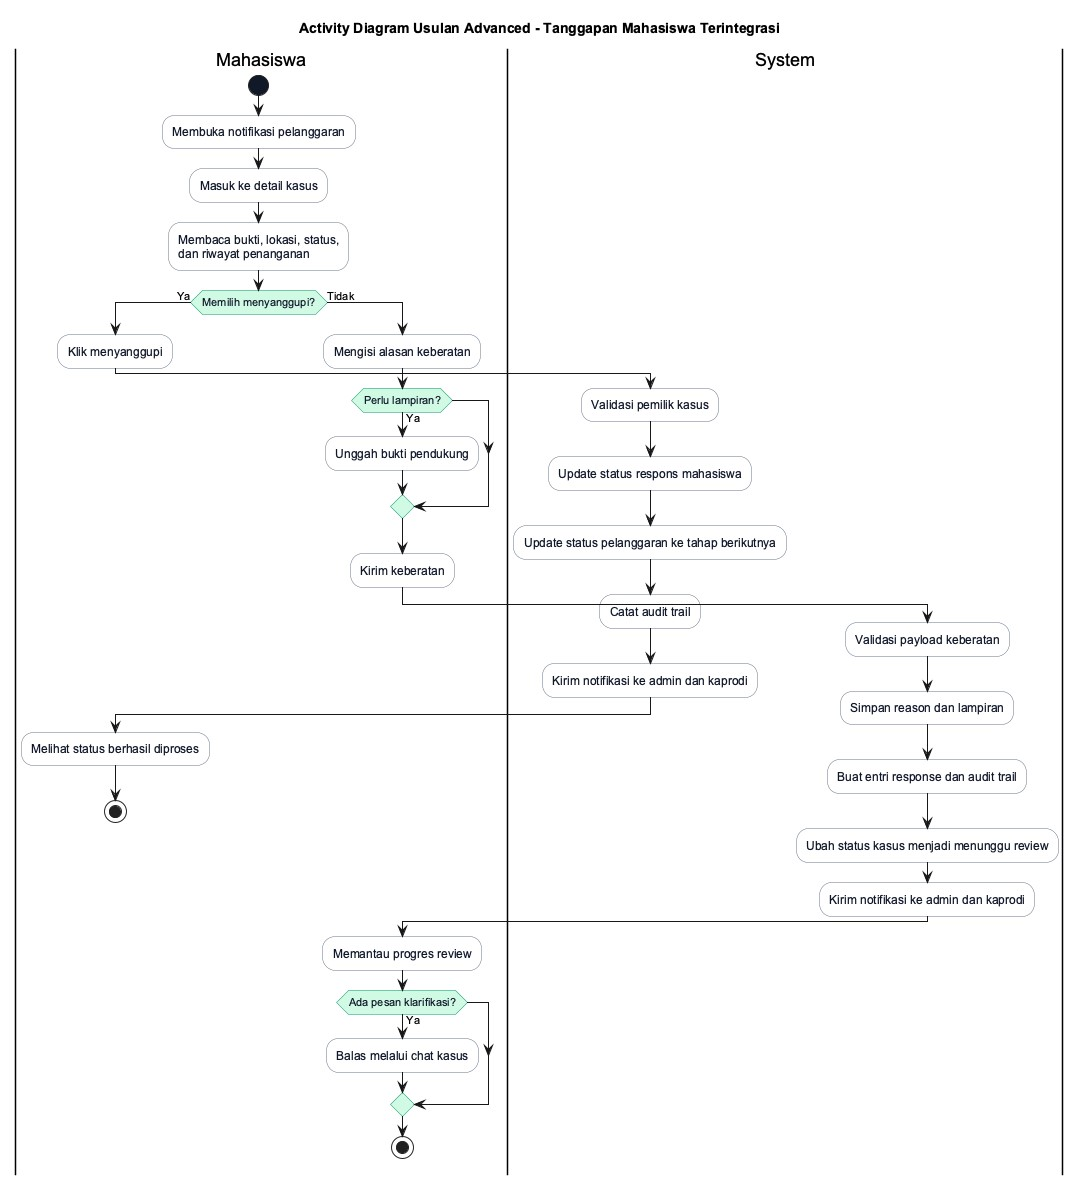 Activity Diagram Usulan Advanced - Tanggapan Mahasiswa Terintegrasi
Mahasiswa
System
Membuka notifikasi pelanggaran
Masuk ke detail kasus
Membaca bukti, lokasi, status,
dan riwayat penanganan
Ya
Memilih menyanggupi?
Tidak
Klik menyanggupi
Mengisi alasan keberatan
Perlu lampiran?
Ya
Unggah bukti pendukung
Kirim keberatan
Validasi pemilik kasus
Update status respons mahasiswa
Update status pelanggaran ke tahap berikutnya
Catat audit trail
Kirim notifikasi ke admin dan kaprodi
Melihat status berhasil diproses
Validasi payload keberatan
Simpan reason dan lampiran
Buat entri response dan audit trail
Ubah status kasus menjadi menunggu review
Kirim notifikasi ke admin dan kaprodi
Memantau progres review
Ada pesan klarifikasi?
Ya
Balas melalui chat kasus